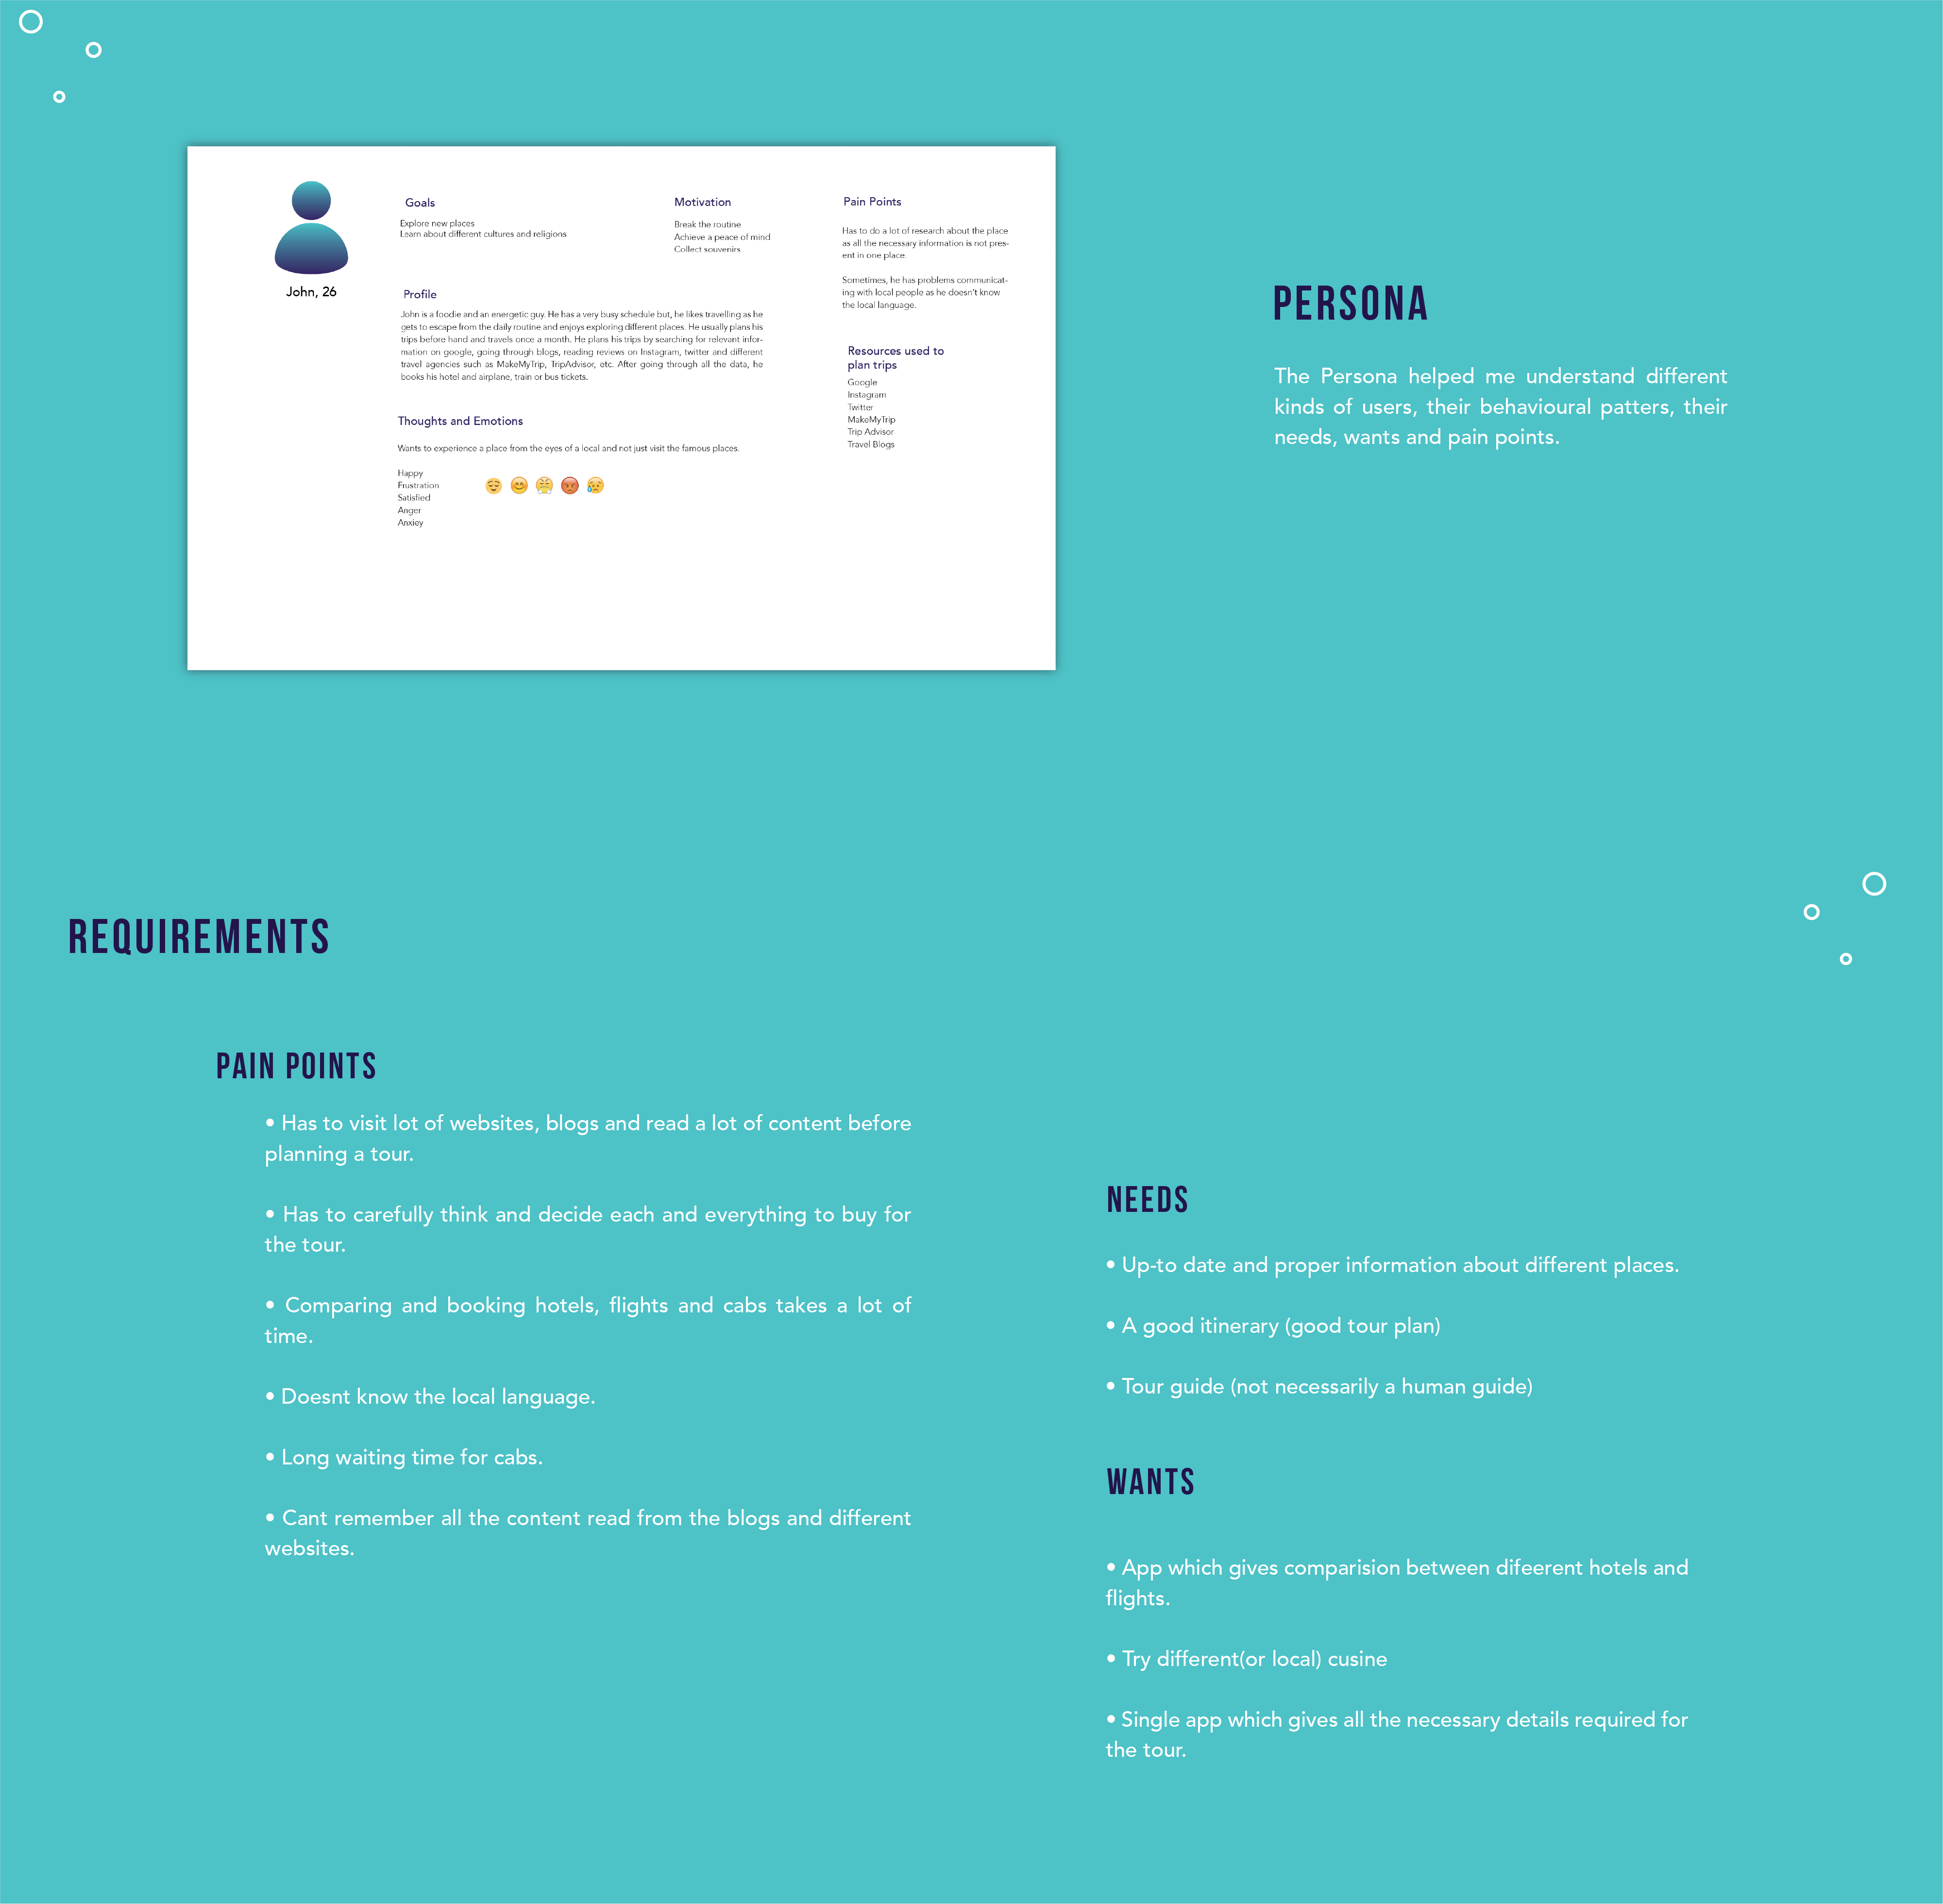 John, 26
Goals
Explore new places
Learn about different cultures and religions
Motivation
Break the routine
Achieve a peace of mind
Collect souvenirs
Pain Points
Has to do a lot of research about the place
as all the necessary information is not pres-
ent in one place.
Sometimes, he has problems communicat-
ing with local people as he doesn't know
the local language.
Profile
John is a foodie and an energetic guy. He has a very busy schedule but, he likes travelling as he
gets to escape from the daily routine and enjoys exploring different places. He usually plans his
trips before hand and travels once a month. He plans his trips by searching for relevant infor-
mation on google, going through blogs, reading reviews on Instagram, twitter and different
travel agencies such as MakeMyTrip, TripAdvisor, etc. After going through all the data, he
books his hotel and airplane, train or bus tickets.
Resources used to
plan trips
Google
Instagram
Twitter
MakeMyTrip
Trip Advisor
Travel Blogs
Thoughts and Emotions
Wants to experience a place from the eyes of a local and not just visit the famous places.
Happy
Frustration
Satisfied
Anger
Anxiey
PERSONA
The Persona helped me understand different
kinds of users, their behavioural patters, their
needs, wants and pain points.
REQUIREMENTS
PAIN POINTS
• Has to visit lot of websites, blogs and read a lot of content before
planning a tour.
• Has to carefully think and decide each and everything to buy for
the tour.
• Comparing and booking hotels, flights and cabs takes a lot of
time.
• Doesnt know the local language.
• Long waiting time for cabs.
• Cant remember all the content read from the blogs and different
websites.
NEEDS
• Up-to date and proper information about different places.
• A good itinerary (good tour plan)
• Tour guide (not necessarily a human guide)
WANTS
• App which gives comparision between difeerent hotels and
flights.
• Try different(or local) cusine
• Single app which gives all the necessary details required for
the tour.